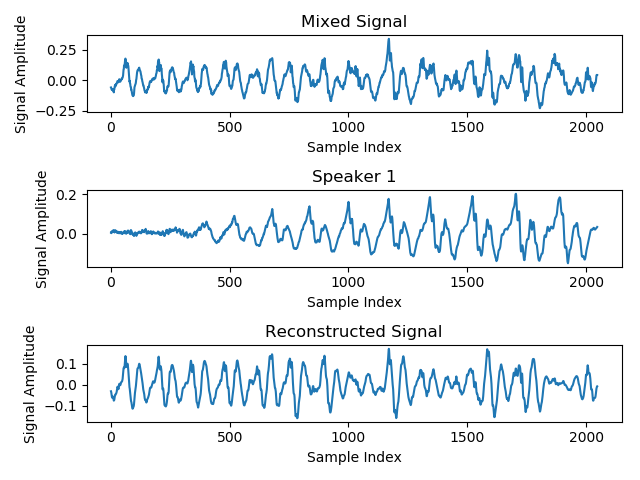 Mixed Signal
Signal Amplitude
0.25
0.00
−0.25
0 500 1000 1500 2000
Sample Index
Speaker 1
Signal Amplitude
0.2
0.0
0 500 1000 1500 2000
Sample Index
Reconstructed Signal
Signal Amplitude
0.1
0.0
−0.1
0 500 1000 1500 2000
Sample Index